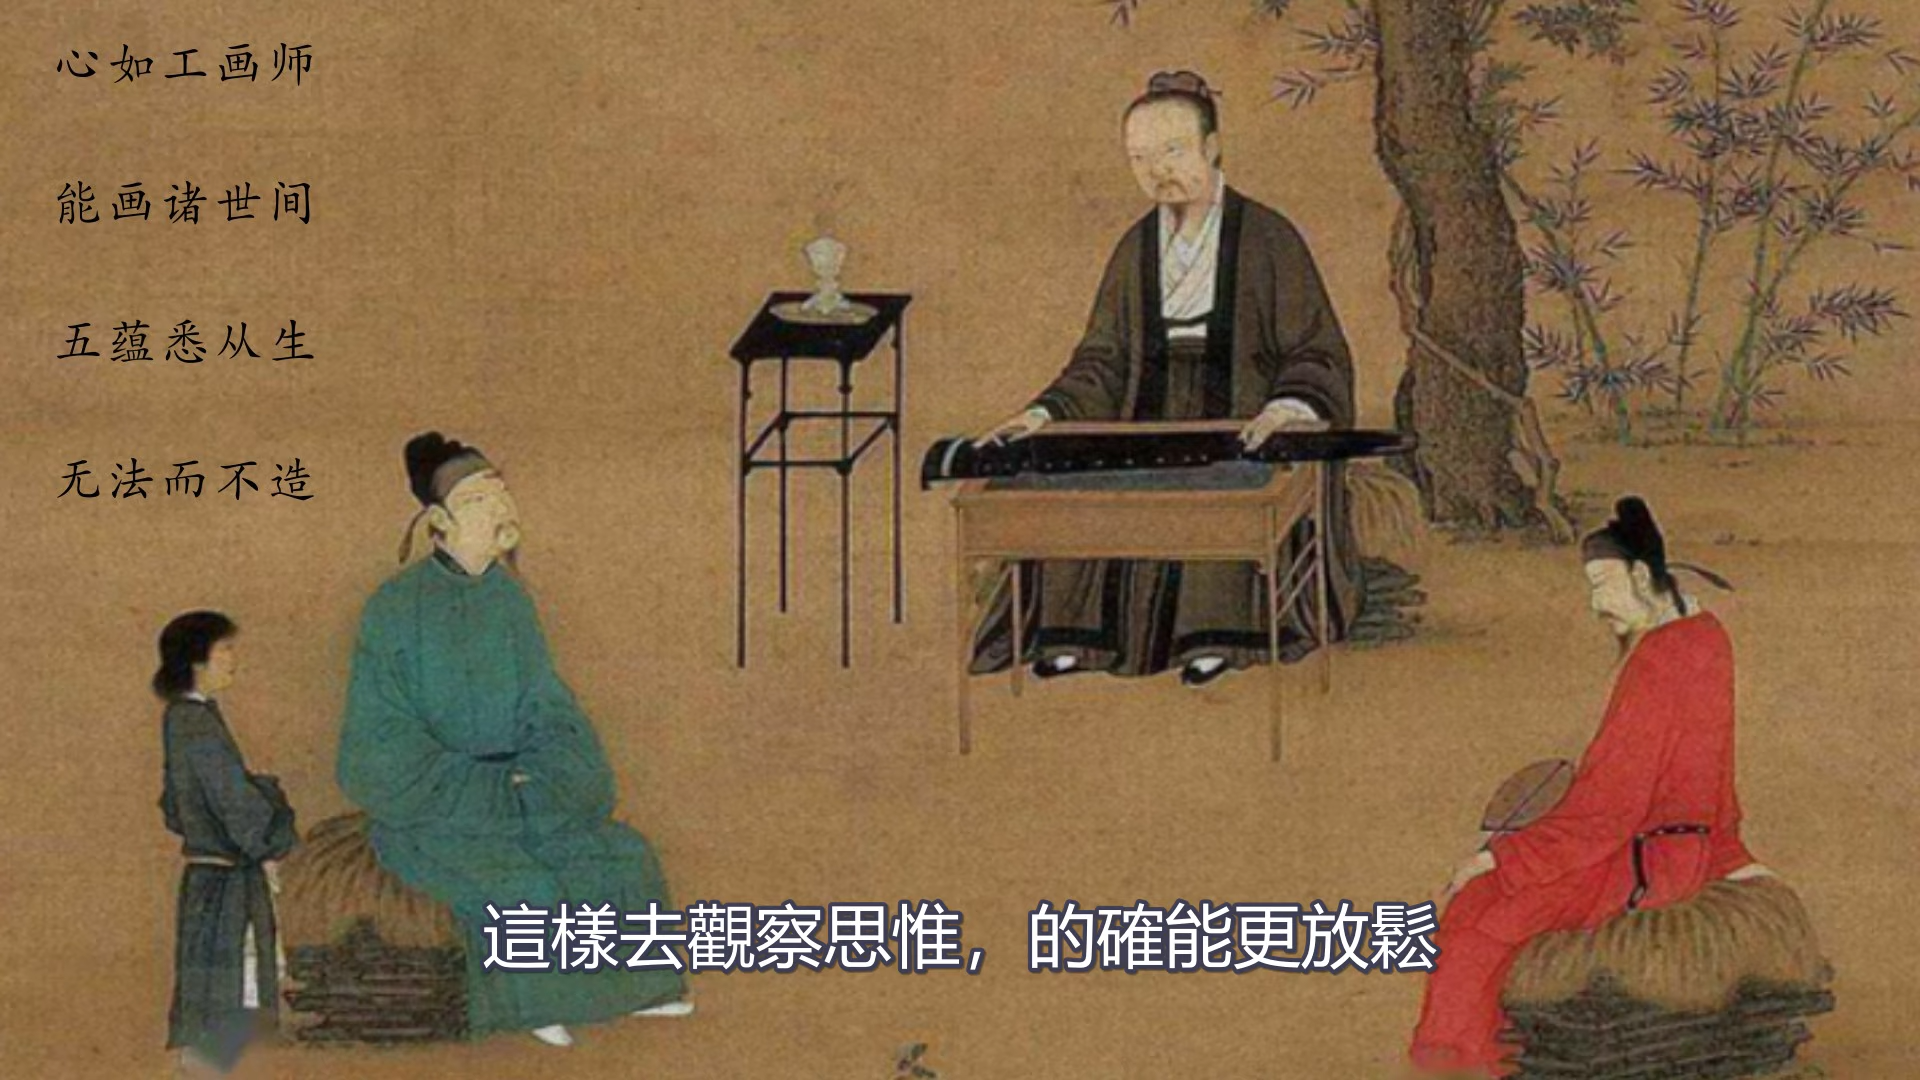 心如工画师
能画诸世间
五蕴悉从生
无法而不造
這樣去觀察思惟，的確能更放鬆